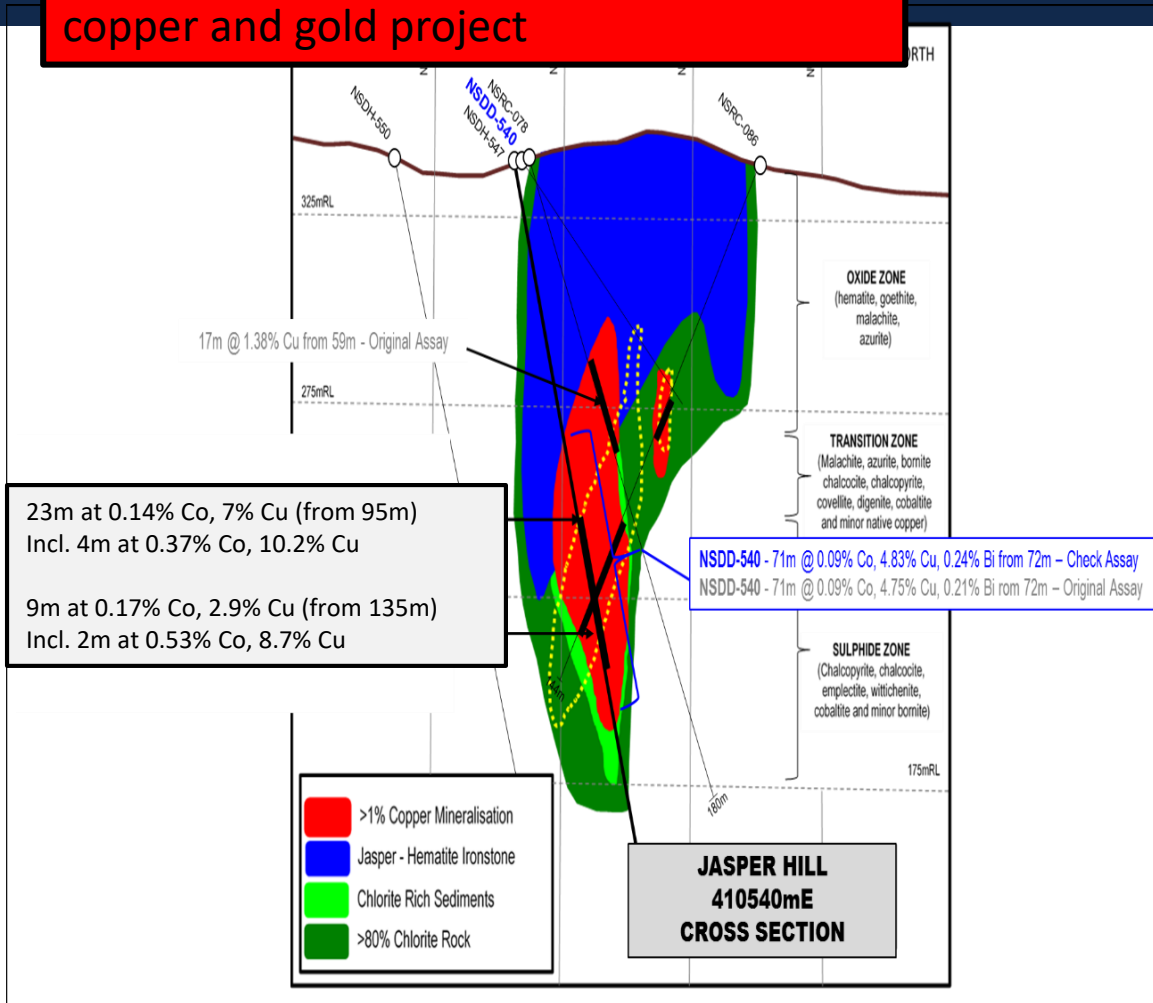 copper and gold project
ORTH
N
N
N
N
NSDH-550
NSRC-078
NSDD-540
NSDH-547
NSRC-086
325mRL
OXIDE ZONE
(hematite, goethite,
malachite,
azurite)
17m @ 1.38% Cu from 59m - Original Assay
275mRL
TRANSITION ZONE
(Malachite, azurite, bornite
chalcocite, chalcopyrite,
covellite, digenite, cobaltite
and minor native copper)
23m at 0.14% Co, 7% Cu (from 95m)
Incl. 4m at 0.37% Co, 10.2% Cu
9m at 0.17% Co, 2.9% Cu (from 135m)
Incl. 2m at 0.53% Co, 8.7% Cu
NSDD-540 - 71m @ 0.09% Co, 4.83% Cu, 0.24% Bi from 72m – Check Assay
NSDD-540 - 71m @ 0.09% Co, 4.75% Cu, 0.21% Bi from 72m – Original Assay
SULPHIDE ZONE
(Chalcopyrite, chalcocite,
emplectite, wittichenite,
cobaltite and minor bornite)
175mRL
180m
>1% Copper Mineralisation
Jasper - Hematite Ironstone
Chlorite Rich Sediments
>80% Chlorite Rock
JASPER HILL
410540mE
CROSS SECTION